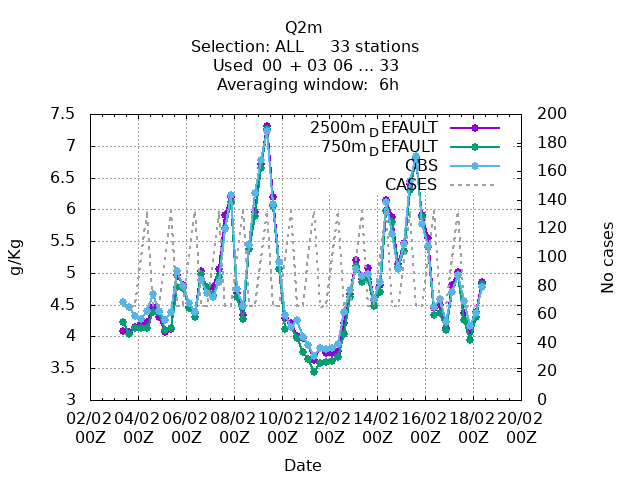 Q2m
Selection: ALL 33 stations
Used 00 + 03 06 ... 33
Averaging window: 6h
7.5
7
6.5
6
5.5
5
4.5
4
3.5
3
g/Kg
2500m_DEFAULT
750m_DEFAULT
OBS
CASES
200
180
160
140
120
100
80
60
40
20
0
No cases
02/02 04/02 06/02 08/02 10/02 12/02 14/02 16/02 18/02 20/02
00Z 00Z 00Z 00Z 00Z 00Z 00Z 00Z 00Z 00Z
Date